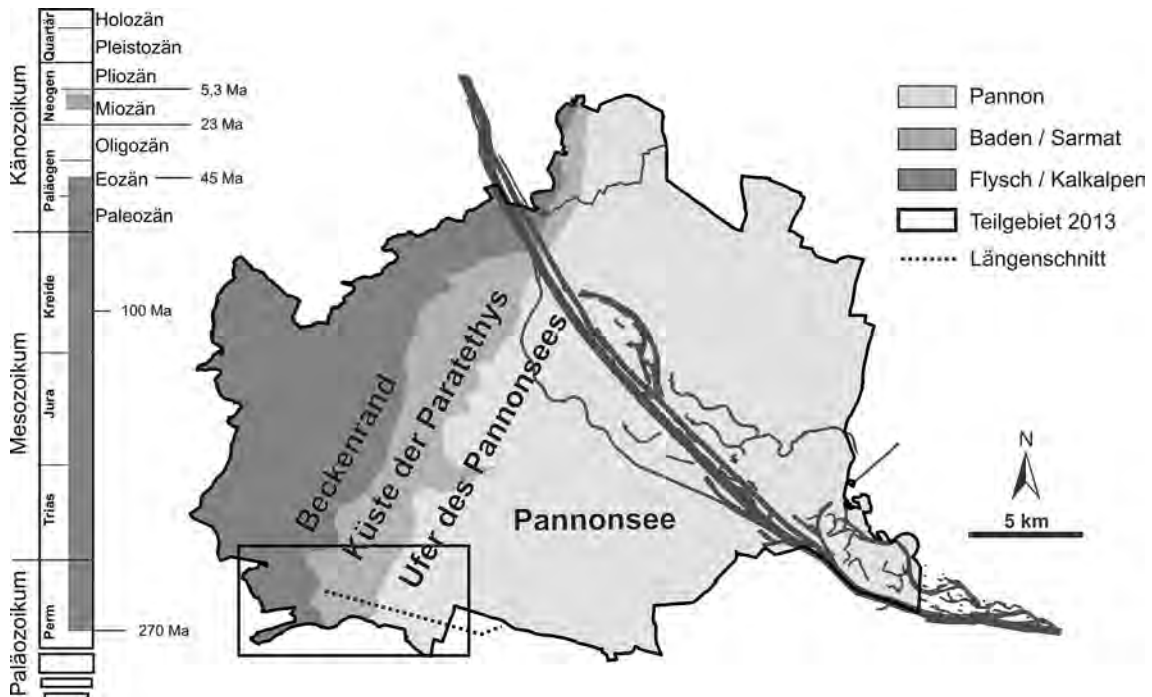 Känozoikum
Mesozoikum
Paläozoikum
Quartär
Neogen
Paläogen
Kreide
Jura
Trias
Perm
Holozän
Pleistozän
Pliozän
5,3 Ma
Miozän
23 Ma
Oligozän
Eozän
45 Ma
Paleozän
100 Ma
270 Ma
Beckenrand
Küste der Paratethys
Ufer des Pannonsees
Pannonsee
Pannon
Baden / Sarmat
Flysch / Kalkalpen
Teilgebiet 2013
Längenschnitt
N
5 km